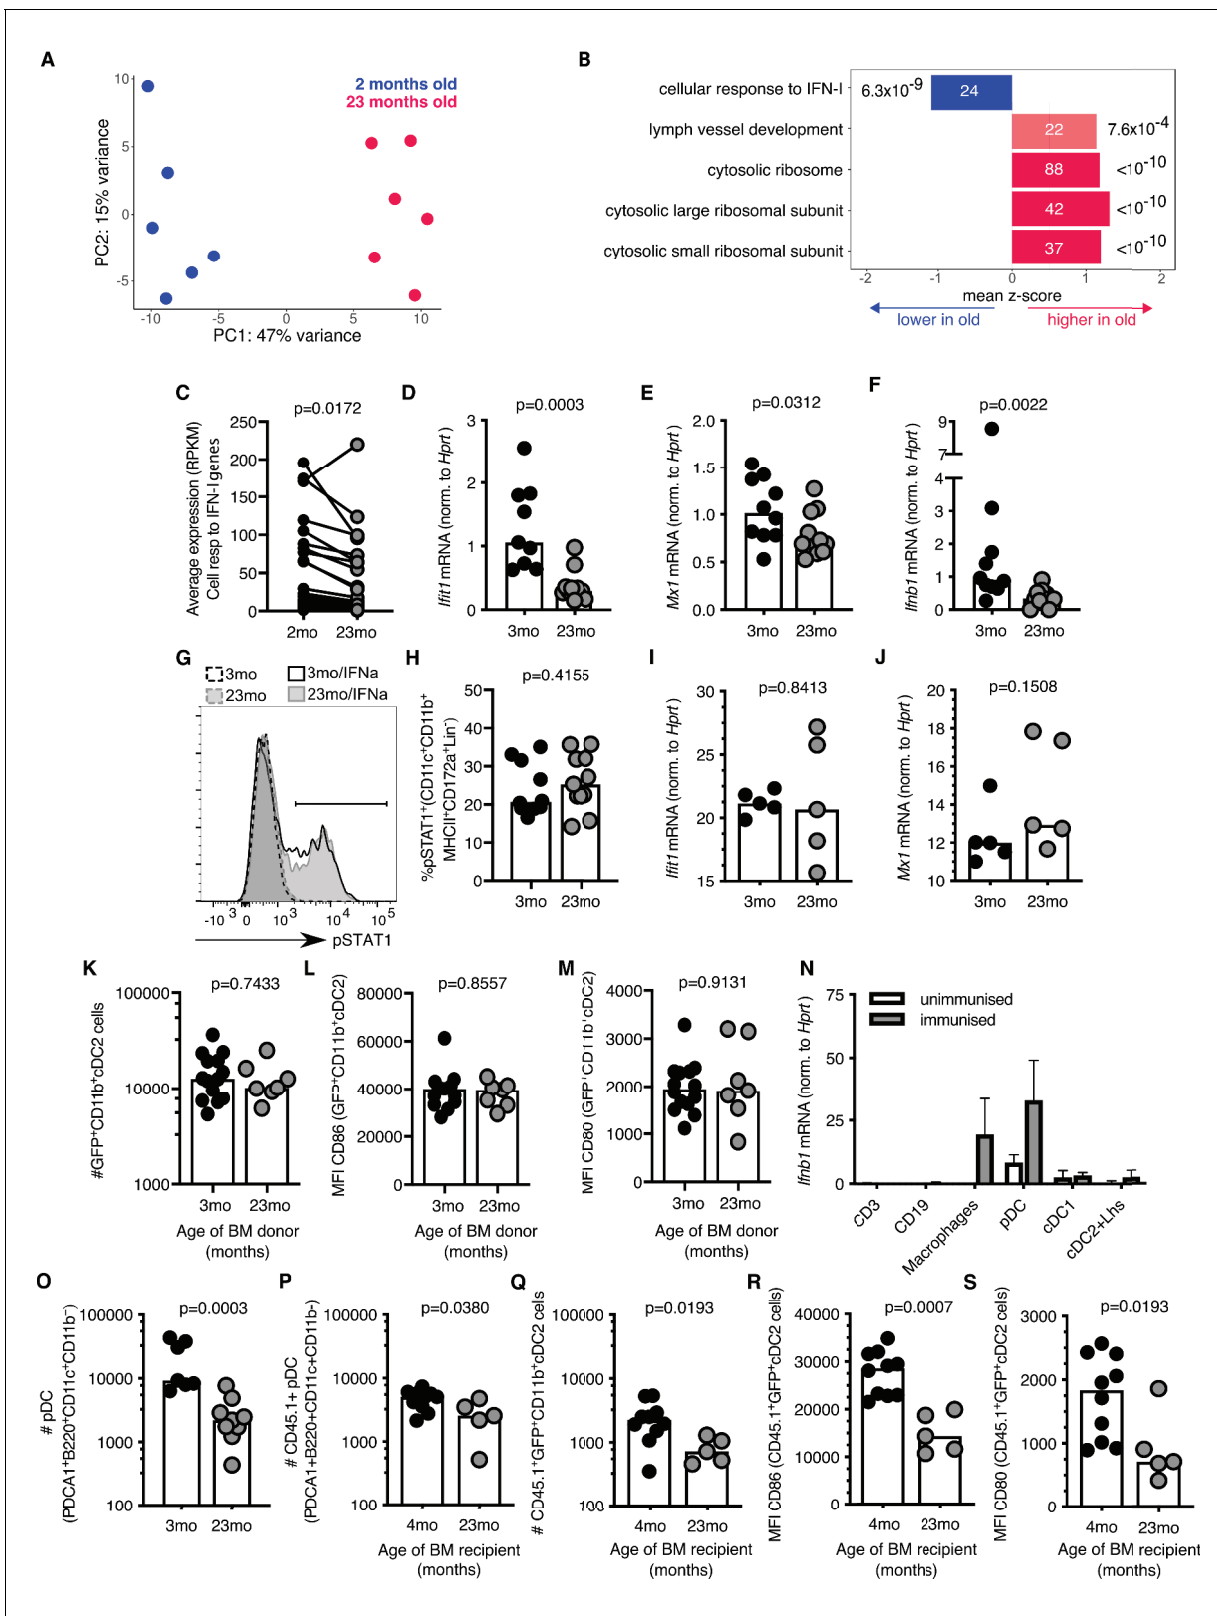 A
10
5
0
-5
-10
-5
0
5
10
PC2: 15% variance
PC1: 47% variance
2 months old
23 months old
B
cellular response to IFN-I
6.3x10-9
24
lymph vessel development
22
7.6x10-4
cytosolic ribosome
88
<10-10
cytosolic large ribosomal subunit
42
<10-10
cytosolic small ribosomal subunit
37
<10-10
-2
-1
0
1
2
mean z-score
lower in old
higher in old
C
p=0.0172
Average expression (RPKM)
Cell resp to IFN-I genes
250
200
150
100
50
0
2mo
23mo
D
p=0.0003
Ifit1 mRNA (norm. to Hprt)
3
2
1
0
3mo
23mo
E
p=0.0312
Mx1 mRNA (norm. to Hprt)
2.0
1.5
1.0
0.5
0.0
3mo
23mo
F
p=0.0022
Ifnb1 mRNA (norm. to Hprt)
9
7
4
3
2
1
0
3mo
23mo
G
3mo
3mo/IFNa
23mo
23mo/IFNa
-10 3
0
10 3
10 4
10 5
pSTAT1
H
p=0.4155
%pSTAT1+(CD11c+CD11b+
MHCII+CD172a+Lin-)
50
40
30
20
10
0
3mo
23mo
I
p=0.8413
Ifit1 mRNA (norm. to Hprt)
30
25
20
15
3mo
23mo
J
p=0.1508
Mx1 mRNA (norm. to Hprt)
20
18
16
14
12
10
3mo
23mo
K
p=0.7433
#GFP+CD11b+cDC2 cells
100000
10000
1000
3mo
23mo
Age of BM donor
(months)
L
p=0.8557
MFI CD86 (GFP+CD11b+cDC2)
80000
60000
40000
20000
0
3mo
23mo
Age of BM donor
(months)
M
p=0.9131
MFI CD80 (GFP+CD11b+cDC2)
4000
3000
2000
1000
0
3mo
23mo
Age of BM donor
(months)
N
Ifnb1 mRNA (norm. to Hprt)
75
50
25
0
unimmunised
immunised
CD3
CD19
Macrophages
pDC
cDC1
cDC2+Lhs
O
p=0.0003
# pDC
(PDCA1+B220+CD11c+CD11b-)
100000
10000
1000
100
3mo
23mo
P
p=0.0380
# CD45.1+ pDC
(PDCA1+B220+CD11c+CD11b-)
100000
10000
1000
100
4mo
23mo
Age of BM recipient
(months)
Q
p=0.0193
# CD45.1+GFP+CD11b+cDC2 cells
100000
10000
1000
100
4mo
23mo
Age of BM recipient
(months)
R
p=0.0007
MFI CD86 (CD45.1+GFP+cDC2 cells)
40000
30000
20000
10000
0
4mo
23mo
Age of BM recipient
(months)
S
p=0.0193
MFI CD80 (CD45.1+GFP+cDC2 cells)
3000
2000
1000
0
4mo
23mo
Age of BM recipient
(months)